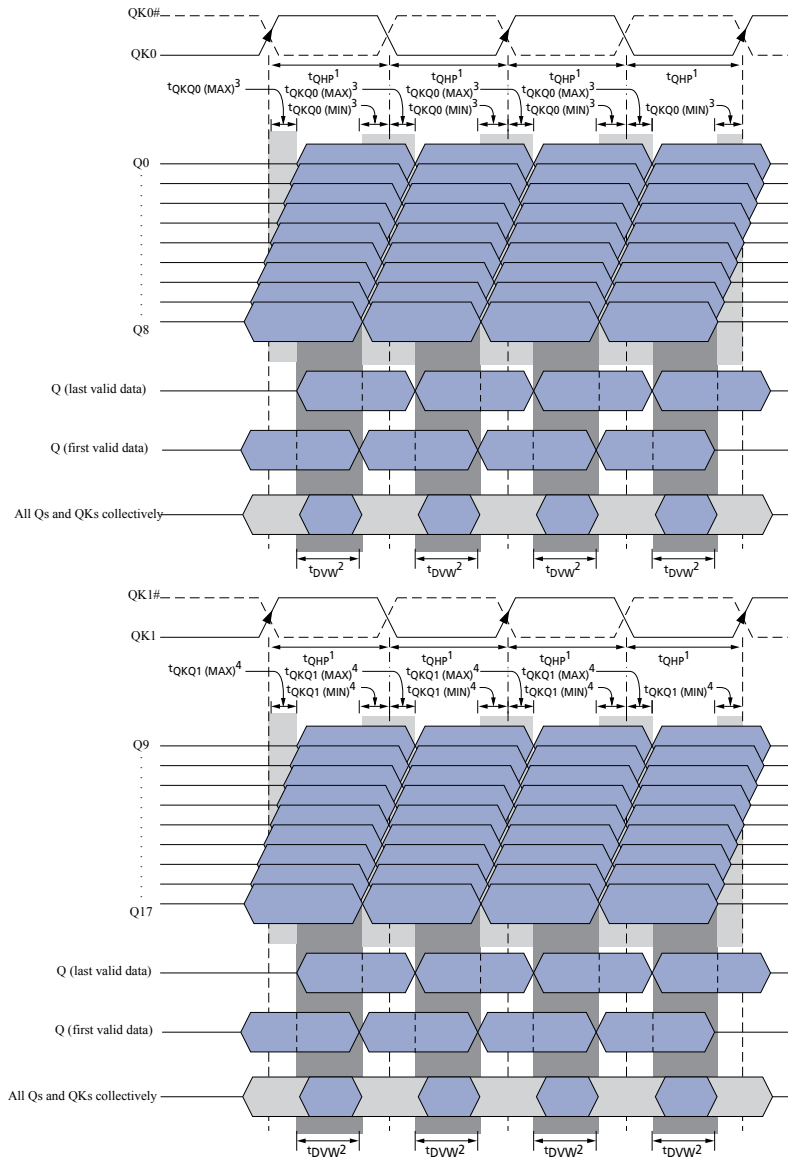 QK0#
QK0
tQHP1 tQHP1 tQHP1 tQHP1
tQKQ0 (MAX)3 tQKQ0 (MAX)3 tQKQ0 (MAX)3 tQKQ0 (MAX)3
tQKQ0 (MIN)3 tQKQ0 (MIN)3 tQKQ0 (MIN)3 tQKQ0 (MIN)3
Q0
Q8
Q (last valid data)
Q (first valid data)
All Qs and QKs collectively
tDVW2 tDVW2 tDVW2 tDVW2
QK1#
QK1
tQHP1 tQHP1 tQHP1 tQHP1
tQKQ1 (MAX)4 tQKQ1 (MAX)4 tQKQ1 (MAX)4 tQKQ1 (MAX)4
tQKQ1 (MIN)4 tQKQ1 (MIN)4 tQKQ1 (MIN)4 tQKQ1 (MIN)4
Q9
Q17
Q (last valid data)
Q (first valid data)
All Qs and QKs collectively
tDVW2 tDVW2 tDVW2 tDVW2